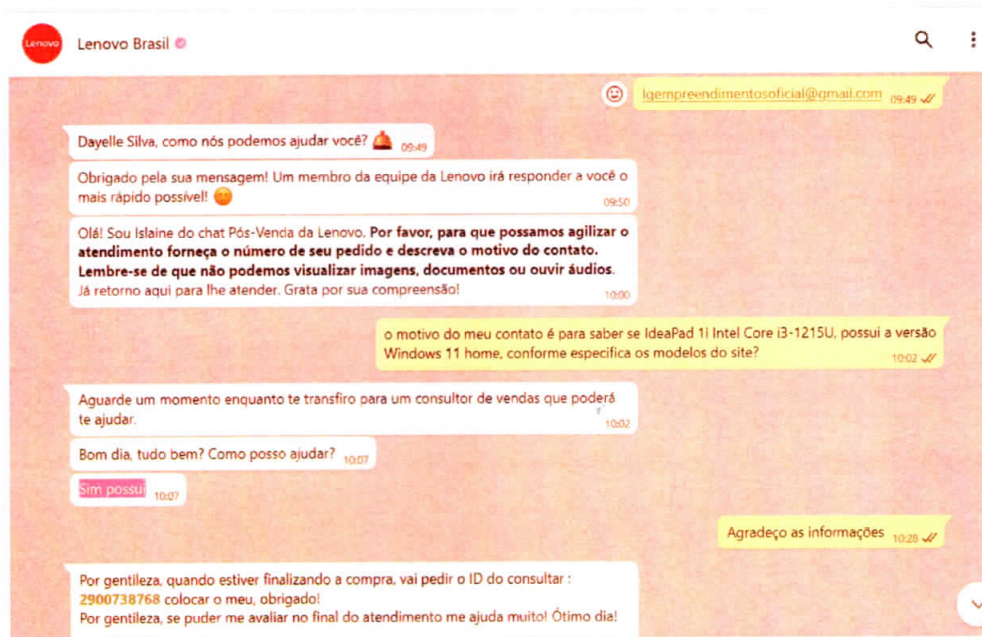 Lenovo
Lenovo Brasil
lgempreendimentosoficial@gmail.com 09:49
Dayelle Silva, como nós podemos ajudar você? 09:49
Obrigado pela sua mensagem! Um membro da equipe da Lenovo irá responder a você o
mais rápido possível! 09:50
Olá! Sou Islaine do chat Pós-Venda da Lenovo. Por favor, para que possamos agilizar o
atendimento forneça o número de seu pedido e descreva o motivo do contato.
Lembre-se de que não podemos visualizar imagens, documentos ou ouvir áudios.
Já retorno aqui para lhe atender. Grata por sua compreensão! 10:00
o motivo do meu contato é para saber se IdeaPad 1i Intel Core i3-1215U, possui a versão
Windows 11 home, conforme especifica os modelos do site? 10:02
Aguarde um momento enquanto te transfiro para um consultor de vendas que poderá
te ajudar. 10:02
Bom dia, tudo bem? Como posso ajudar? 10:07
Sim possui 10:07
Agradeço as informações 10:28
Por gentileza, quando estiver finalizando a compra, vai pedir o ID do consultar :
2900738768 colocar o meu, obrigado!
Por gentileza, se puder me avaliar no final do atendimento me ajuda muito! Ótimo dia!